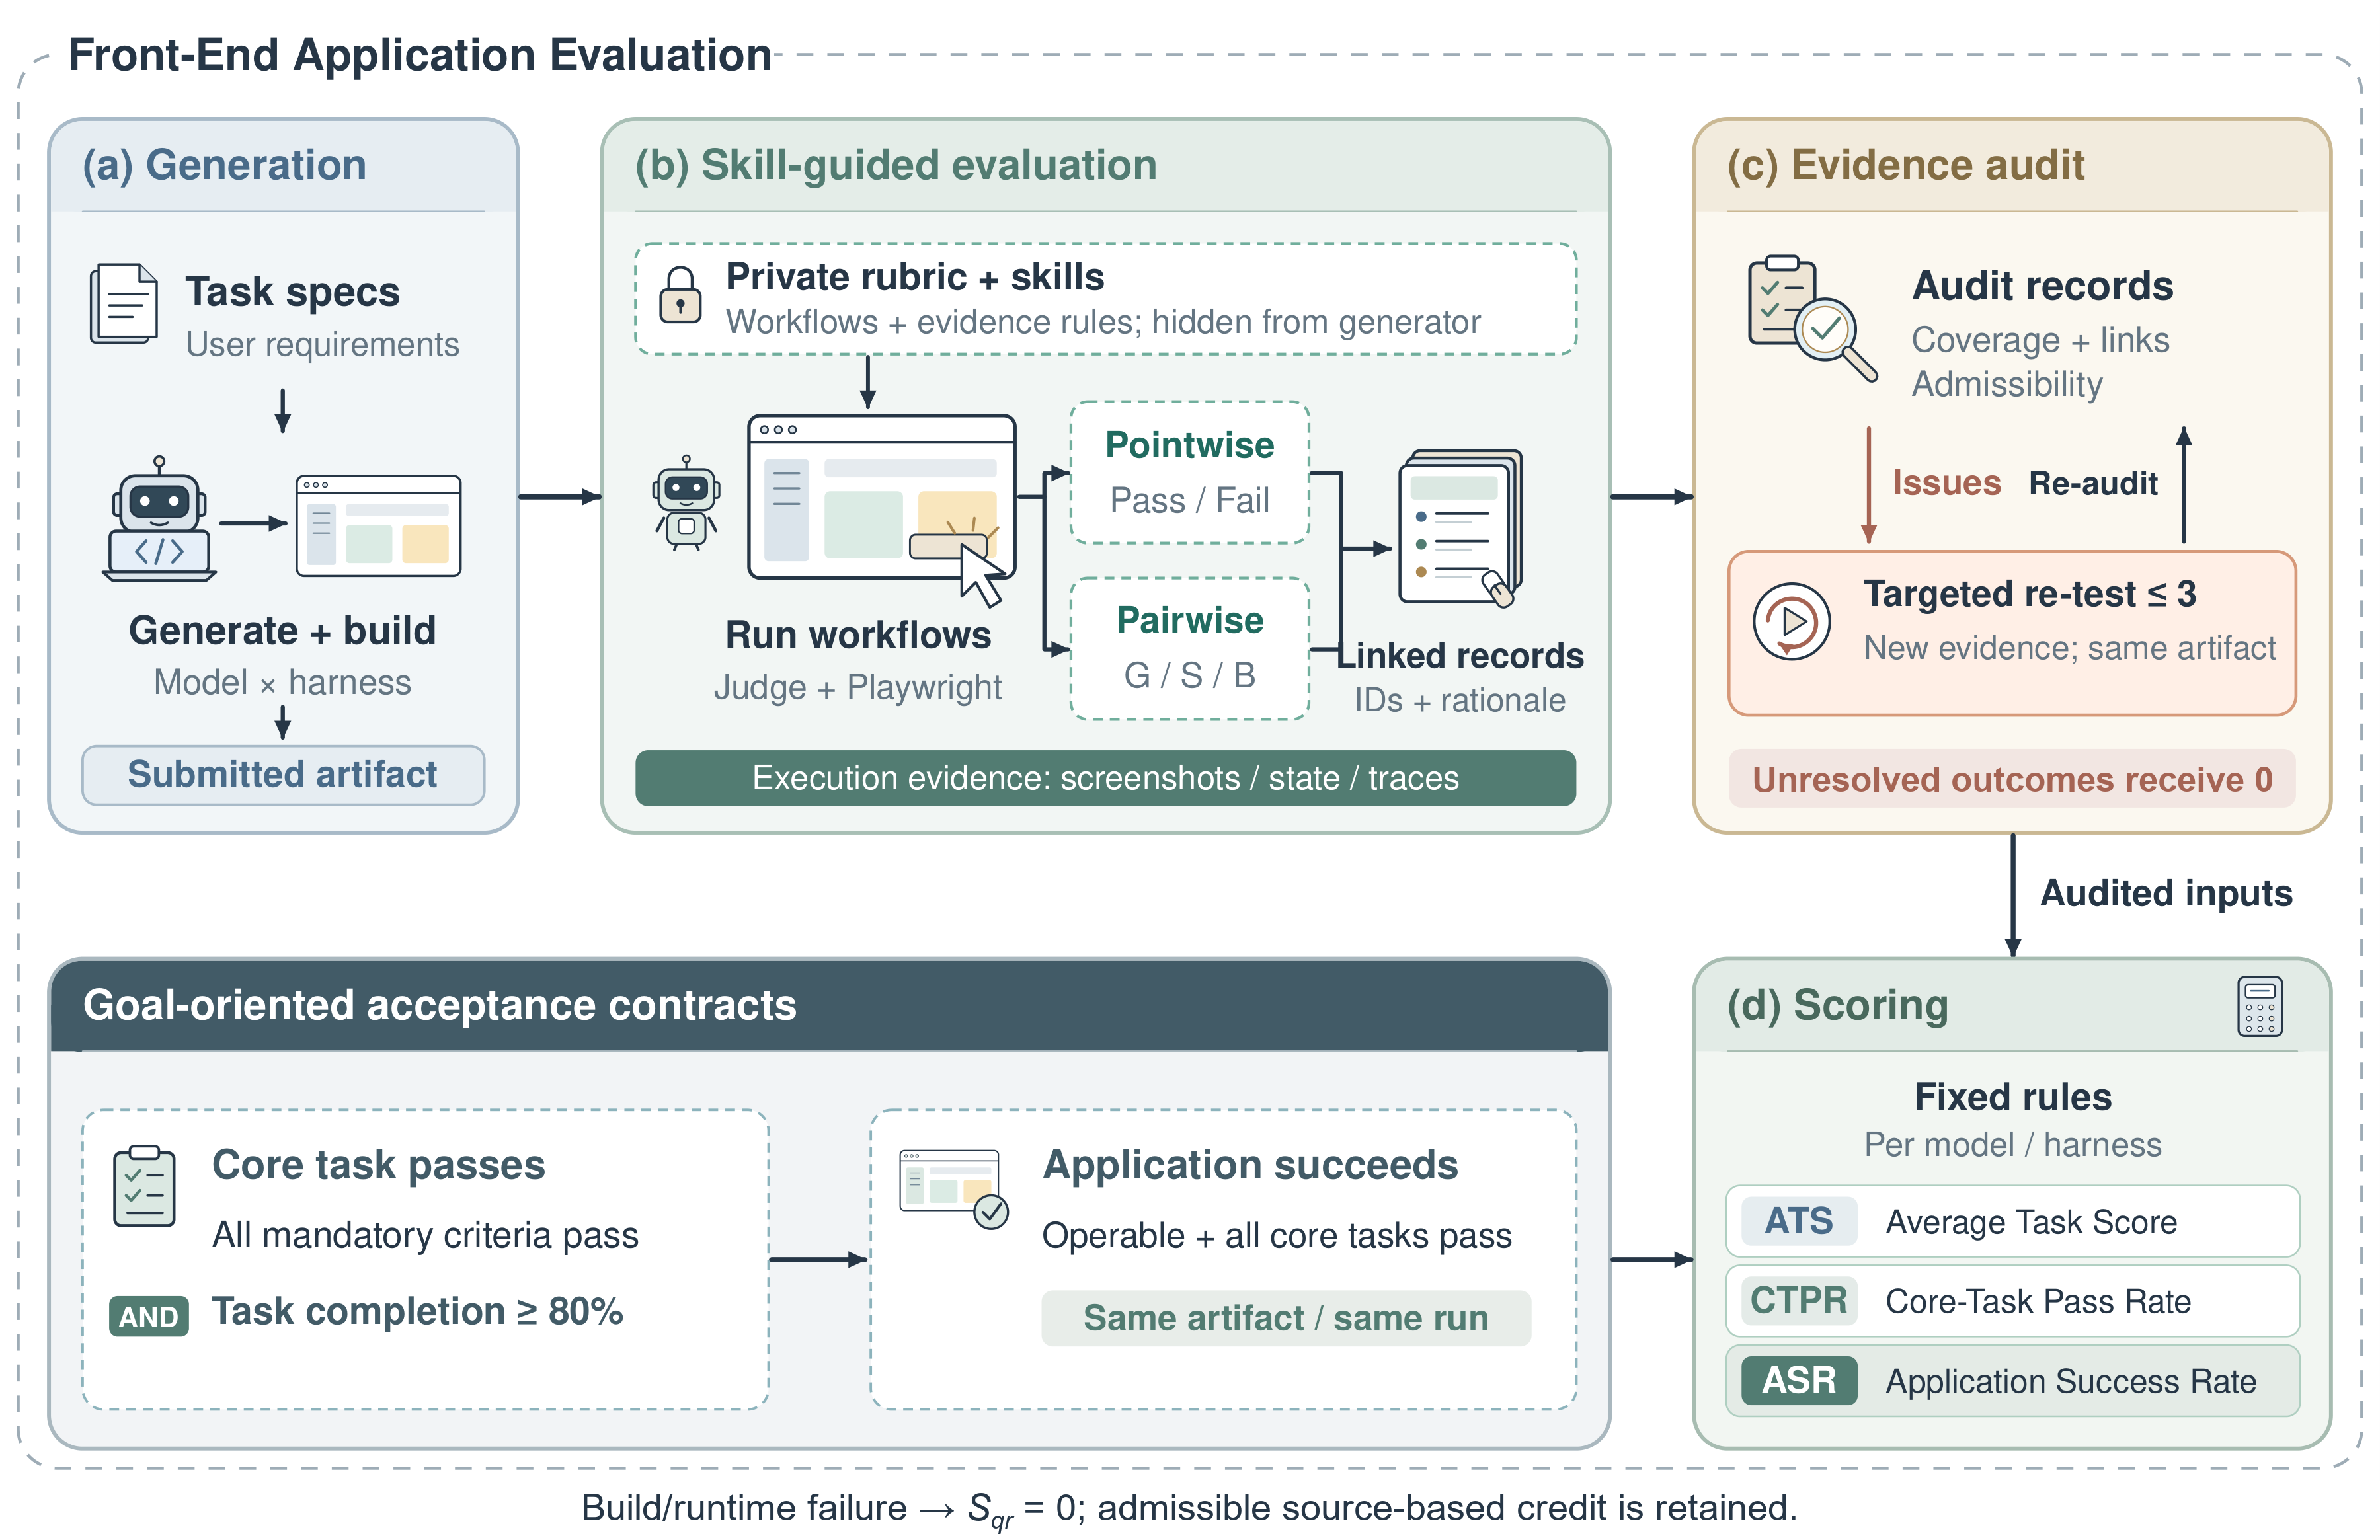 Front-End Application Evaluation
(a) Generation
Task specs
User requirements
</>
Generate + build
Model × harness
Submitted artifact
(b) Skill-guided evaluation
Private rubric + skills
Workflows + evidence rules; hidden from generator
Run workflows
Judge + Playwright
Pointwise
Pass / Fail
Pairwise
G / S / B
Linked records
IDs + rationale
Execution evidence: screenshots / state / traces
(c) Evidence audit
Audit records
Coverage + links
Admissibility
Issues
Re-audit
Targeted re-test ≤ 3
New evidence; same artifact
Unresolved outcomes receive 0
Audited inputs
Goal-oriented acceptance contracts
Core task passes
All mandatory criteria pass
AND Task completion ≥ 80%
Application succeeds
Operable + all core tasks pass
Same artifact / same run
(d) Scoring
Fixed rules
Per model / harness
ATS Average Task Score
CTPR Core-Task Pass Rate
ASR Application Success Rate
Build/runtime failure → S_qr = 0; admissible source-based credit is retained.